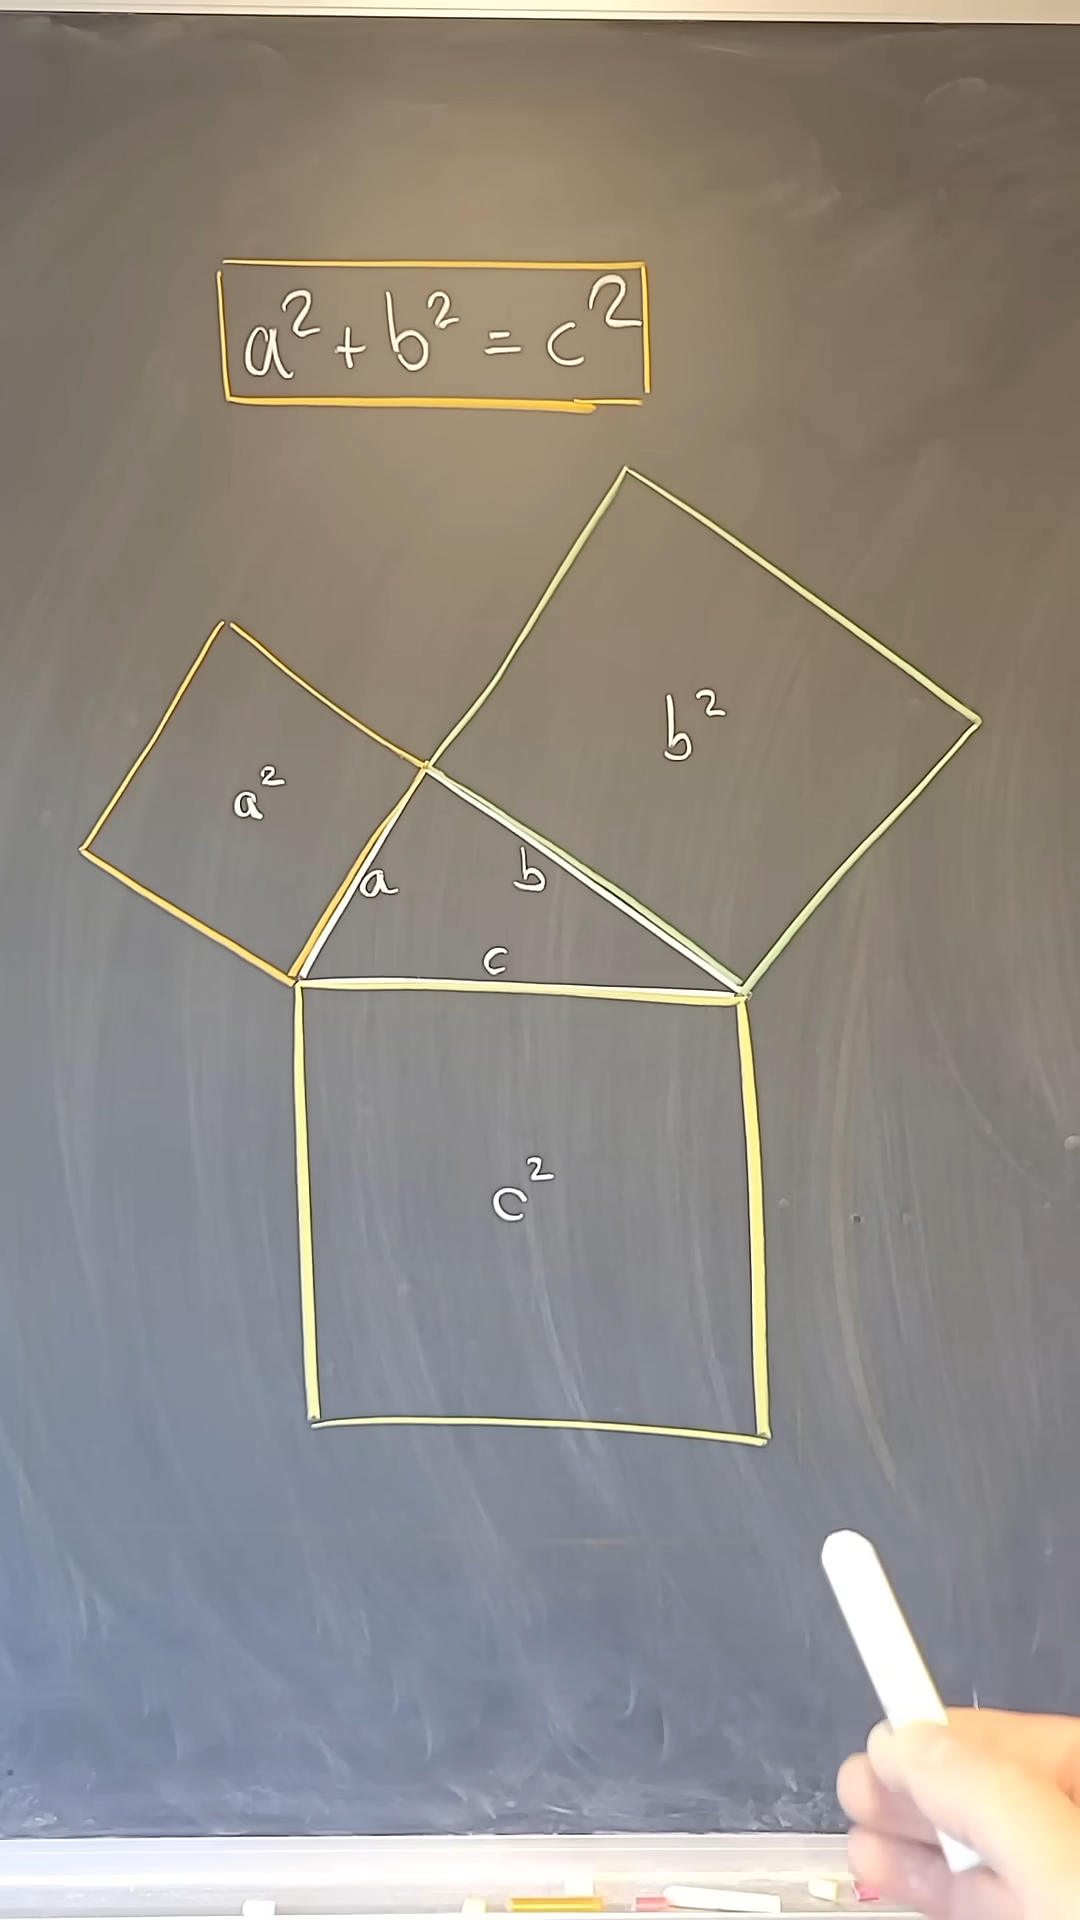 a² + b² = c²
b²
a²
a
b
c
c²